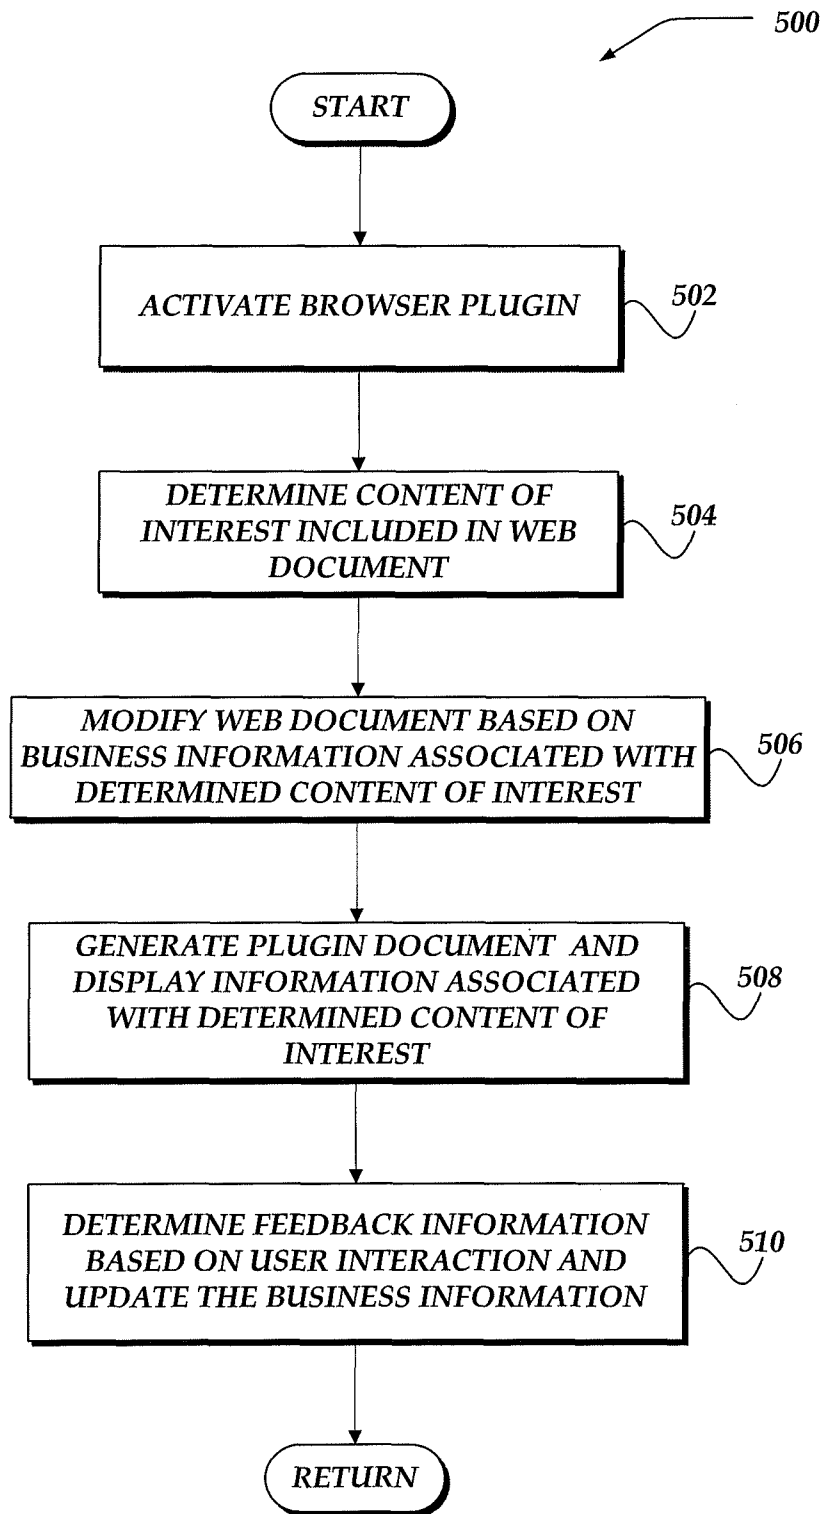 500
START
ACTIVATE BROWSER PLUGIN
502
DETERMINE CONTENT OF
INTEREST INCLUDED IN WEB
DOCUMENT
504
MODIFY WEB DOCUMENT BASED ON
BUSINESS INFORMATION ASSOCIATED WITH
DETERMINED CONTENT OF INTEREST
506
GENERATE PLUGIN DOCUMENT AND
DISPLAY INFORMATION ASSOCIATED
WITH DETERMINED CONTENT OF
INTEREST
508
DETERMINE FEEDBACK INFORMATION
BASED ON USER INTERACTION AND
UPDATE THE BUSINESS INFORMATION
510
RETURN